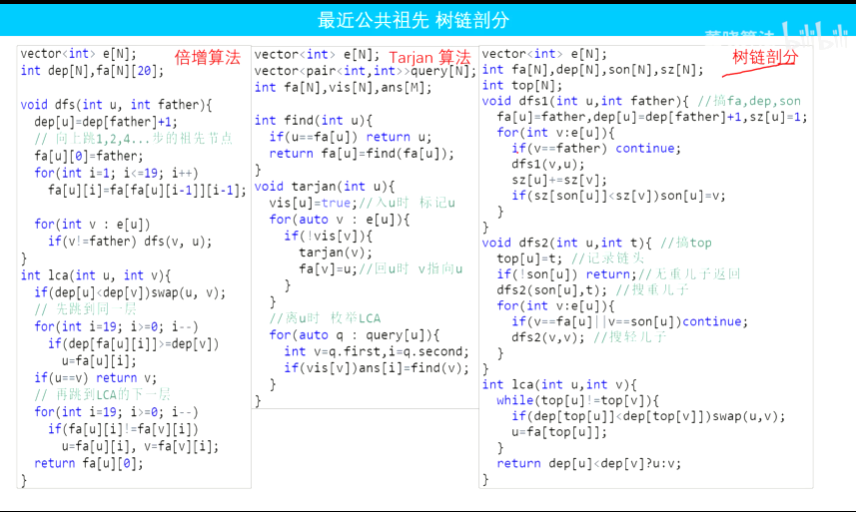 最近公共祖先 树链剖分
倍增算法
vector<int> e[N];
int dep[N],fa[N][20];
void dfs(int u, int father){
dep[u]=dep[father]+1;
// 向上跳1,2,4...步的祖先节点
fa[u][0]=father;
for(int i=1; i<=19; i++)
fa[u][i]=fa[fa[u][i-1]][i-1];
for(int v : e[u])
if(v!=father) dfs(v, u);
}
int lca(int u, int v){
if(dep[u]<dep[v])swap(u, v);
// 先跳到同一层
for(int i=19; i>=0; i--)
if(dep[fa[u][i]]>=dep[v])
u=fa[u][i];
if(u==v) return v;
// 再跳到LCA的下一层
for(int i=19; i>=0; i--)
if(fa[u][i]!=fa[v][i])
u=fa[u][i], v=fa[v][i];
return fa[u][0];
}
Tarjan 算法
vector<int> e[N];
vector<pair<int,int>>query[N];
int fa[N],vis[N],ans[M];
int find(int u){
if(u==fa[u]) return u;
return fa[u]=find(fa[u]);
}
void tarjan(int u){
vis[u]=true;//入u时 标记u
for(auto v : e[u]){
if(!vis[v]){
tarjan(v);
fa[v]=u;//回u时 v指向u
}
}
//离u时 枚举LCA
for(auto q : query[u]){
int v=q.first,i=q.second;
if(vis[v])ans[i]=find(v);
}
}
树链剖分
vector<int> e[N];
int fa[N],dep[N],son[N],sz[N];
int top[N];
void dfs1(int u,int father){ //搞fa,dep,son
fa[u]=father,dep[u]=dep[father]+1,sz[u]=1;
for(int v:e[u]){
if(v==father) continue;
dfs1(v,u);
sz[u]+=sz[v];
if(sz[son[u]]<sz[v])son[u]=v;
}
}
void dfs2(int u,int t){ //搞top
top[u]=t; //记录链头
if(!son[u]) return;//无重儿子返回
dfs2(son[u],t); //搜重儿子
for(int v:e[u]){
if(v==fa[u]||v==son[u])continue;
dfs2(v,v); //搜轻儿子
}
}
int lca(int u,int v){
while(top[u]!=top[v]){
if(dep[top[u]]<dep[top[v]])swap(u,v);
u=fa[top[u]];
}
return dep[u]<dep[v]?u:v;
}